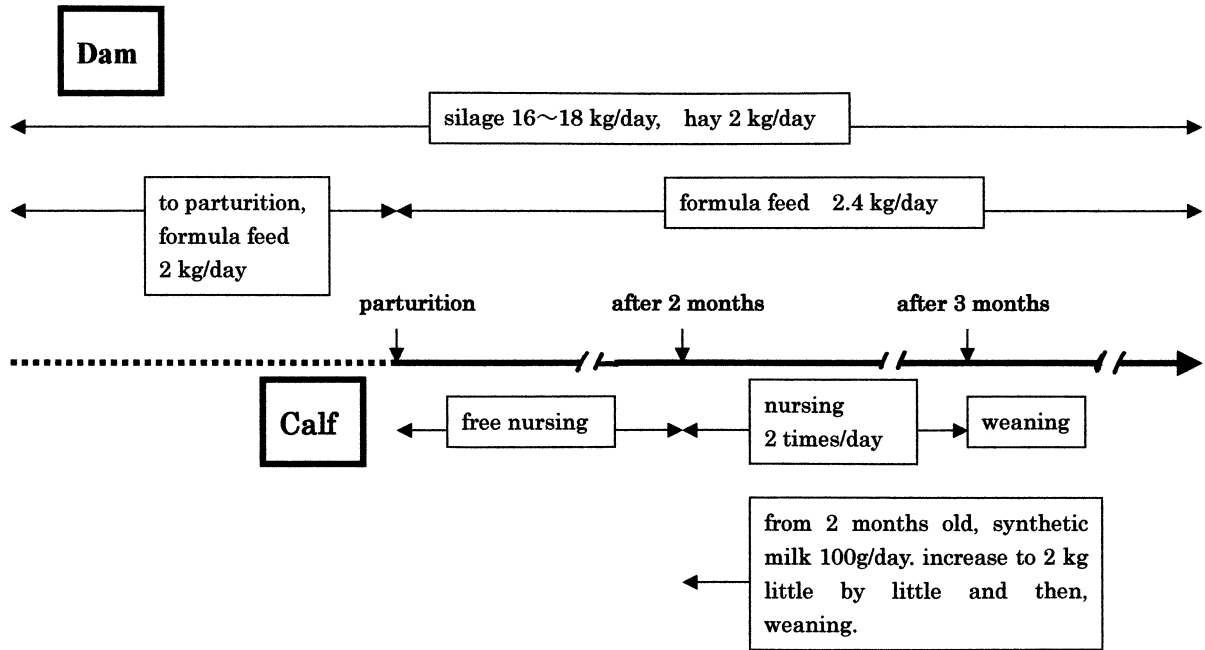 Dam
silage 16～18 kg/day, hay 2 kg/day
to parturition,
formula feed
2 kg/day
formula feed 2.4 kg/day
parturition
after 2 months
after 3 months
Calf
free nursing
nursing
2 times/day
weaning
from 2 months old, synthetic
milk 100g/day. increase to 2 kg
little by little and then,
weaning.